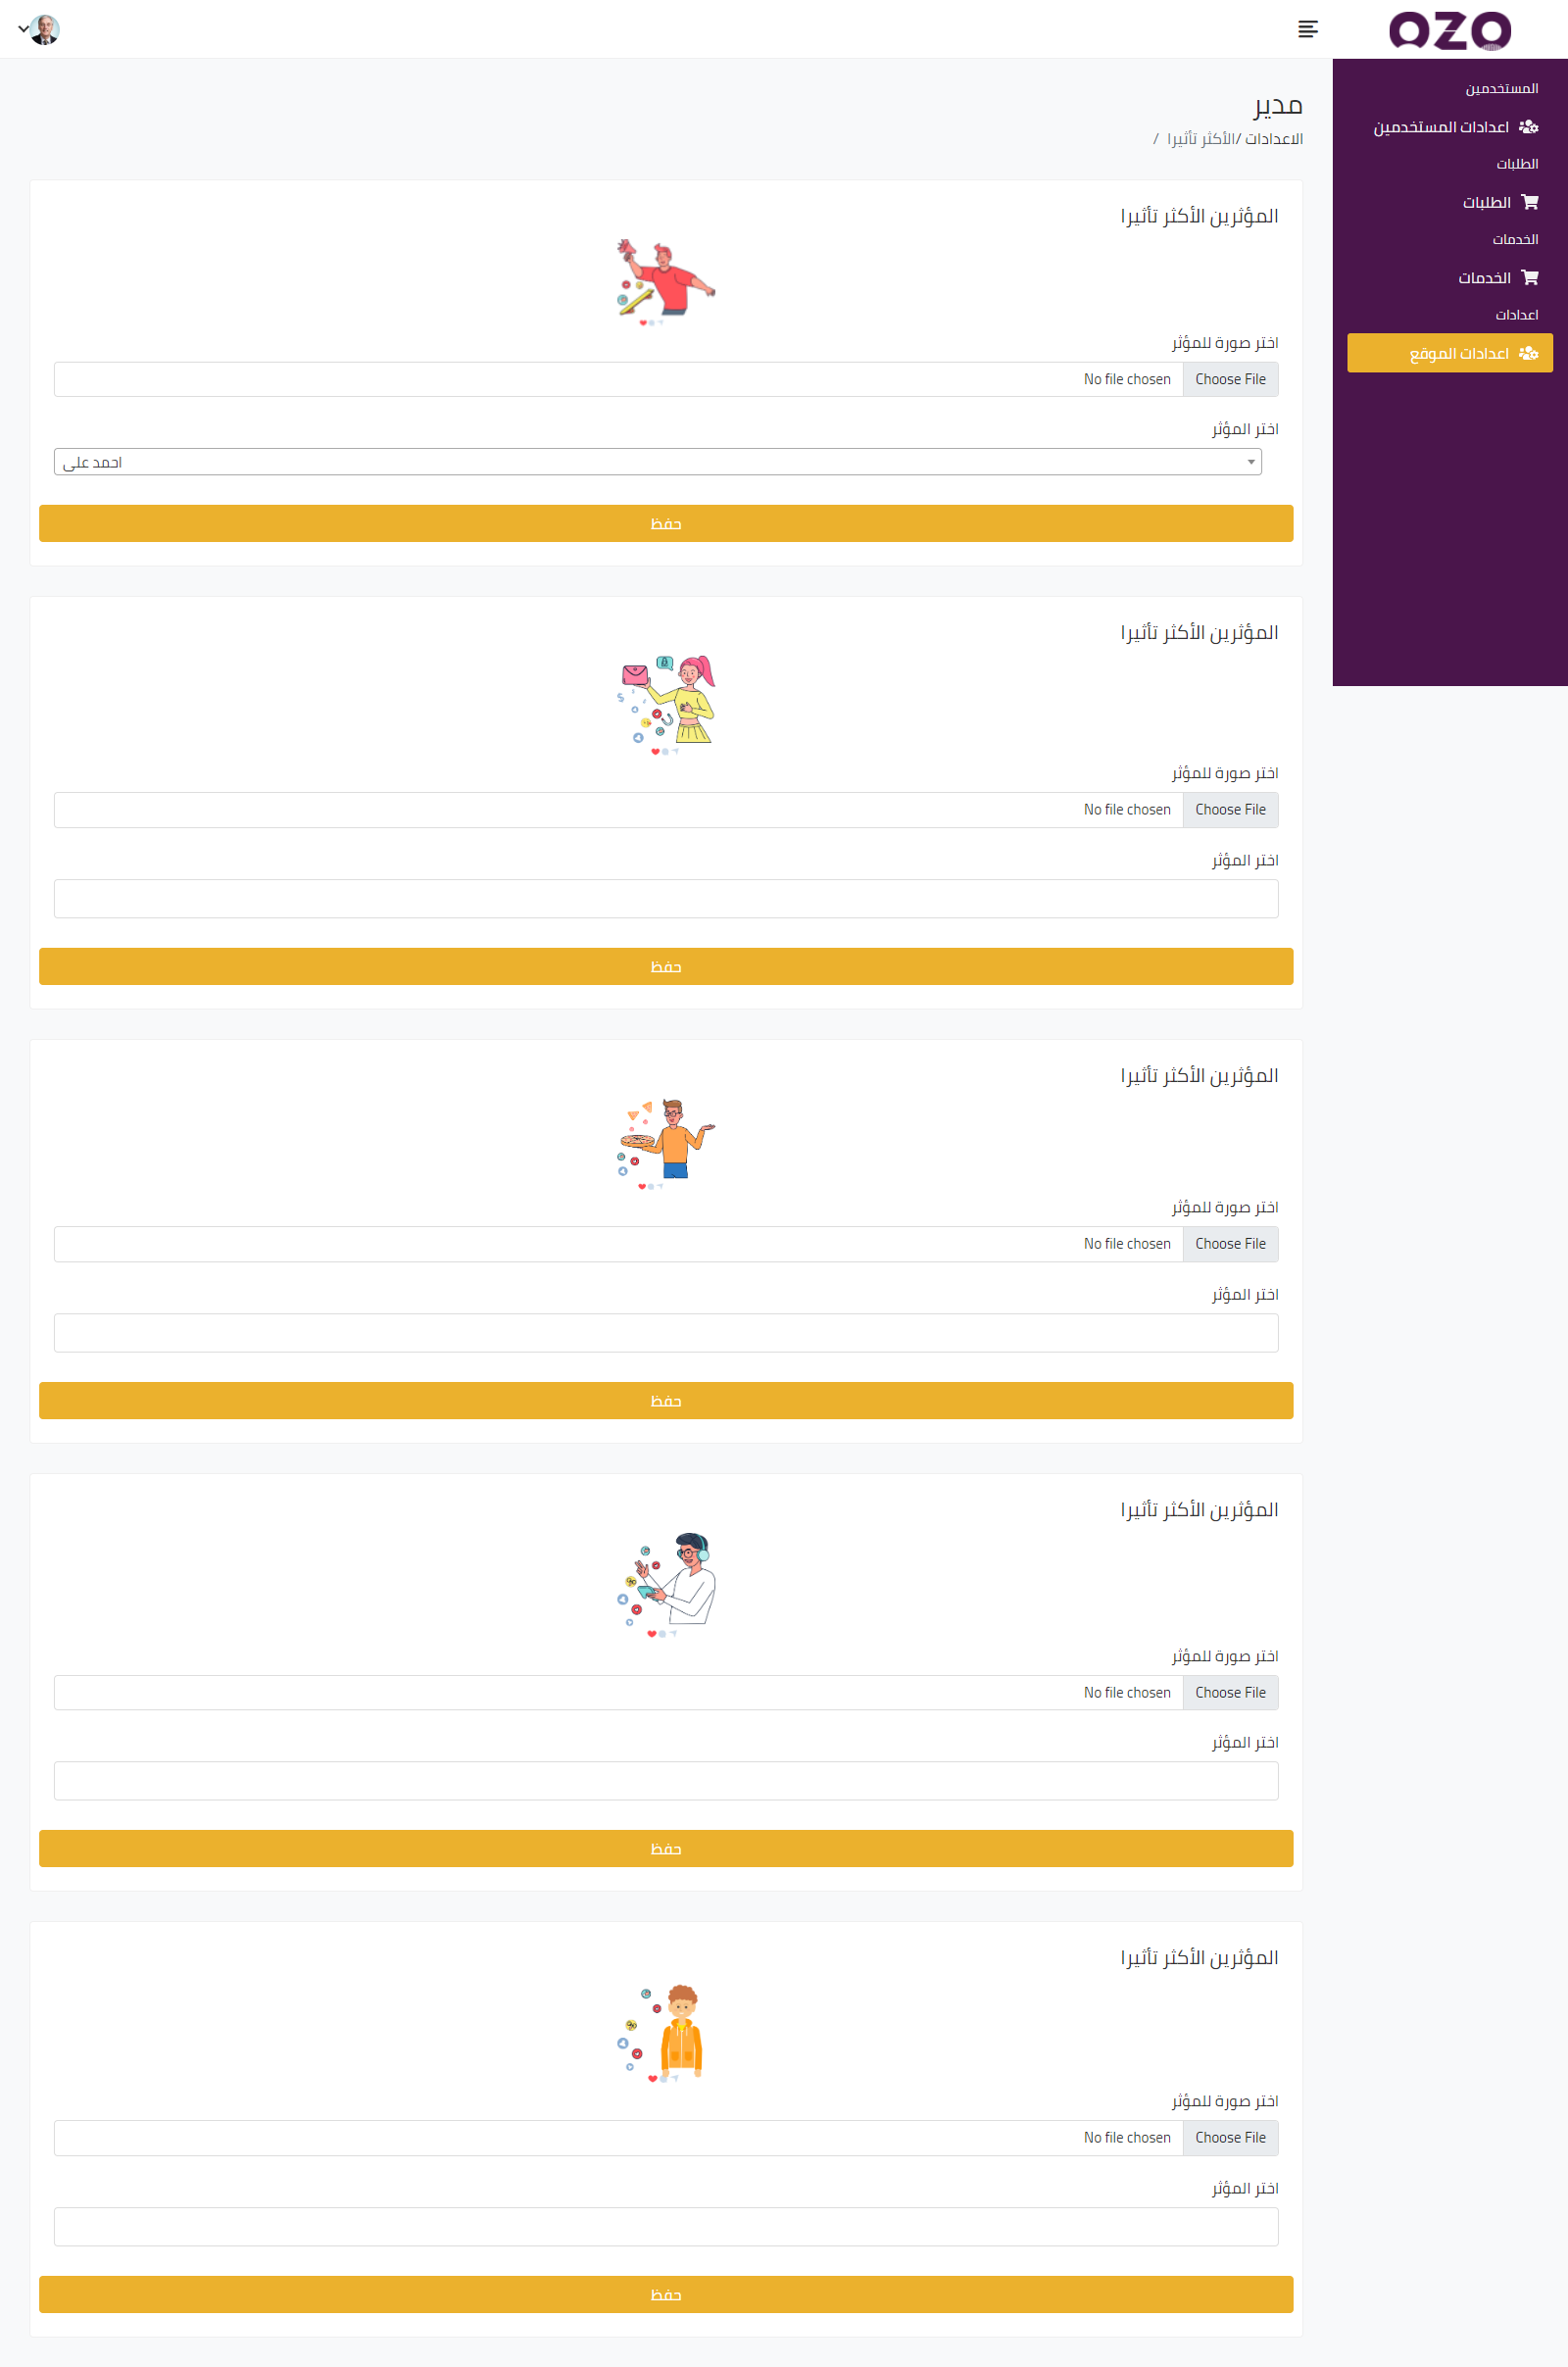 OZO
المستخدمين
اعدادات المستخدمين
الطلبات
الطلبات
الخدمات
الخدمات
اعدادات
اعدادات الموقع
مدير
الاعدادات /الأكثر تأثيرا /
المؤثرين الأكثر تأثيرا
اختر صورة للمؤثر
Choose File No file chosen
اختر المؤثر
احمد على
حفظ
المؤثرين الأكثر تأثيرا
اختر صورة للمؤثر
Choose File No file chosen
اختر المؤثر
حفظ
المؤثرين الأكثر تأثيرا
اختر صورة للمؤثر
Choose File No file chosen
اختر المؤثر
حفظ
المؤثرين الأكثر تأثيرا
اختر صورة للمؤثر
Choose File No file chosen
اختر المؤثر
حفظ
المؤثرين الأكثر تأثيرا
اختر صورة للمؤثر
Choose File No file chosen
اختر المؤثر
حفظ